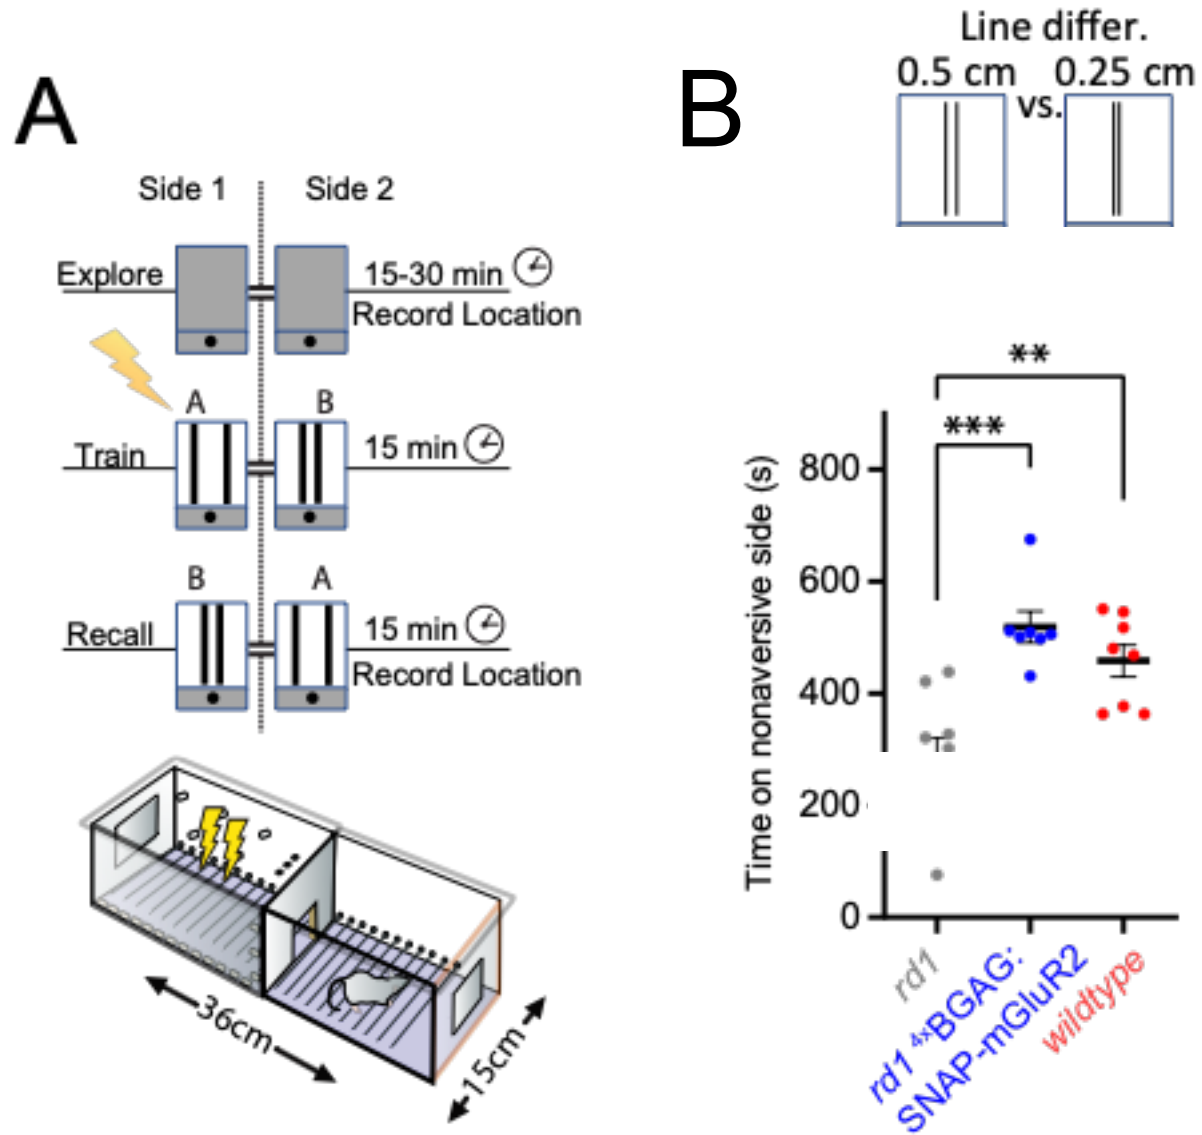 A
Side 1
Side 2
Explore
15-30 min
Record Location
A
B
Train
15 min
B
A
Recall
15 min
Record Location
36cm
15cm
B
Line differ.
0.5 cm
vs.
0.25 cm
**
***
Time on nonaversive side (s)
800
600
400
200
0
rd1
rd1 4xBGAG:
SNAP-mGluR2
wildtype